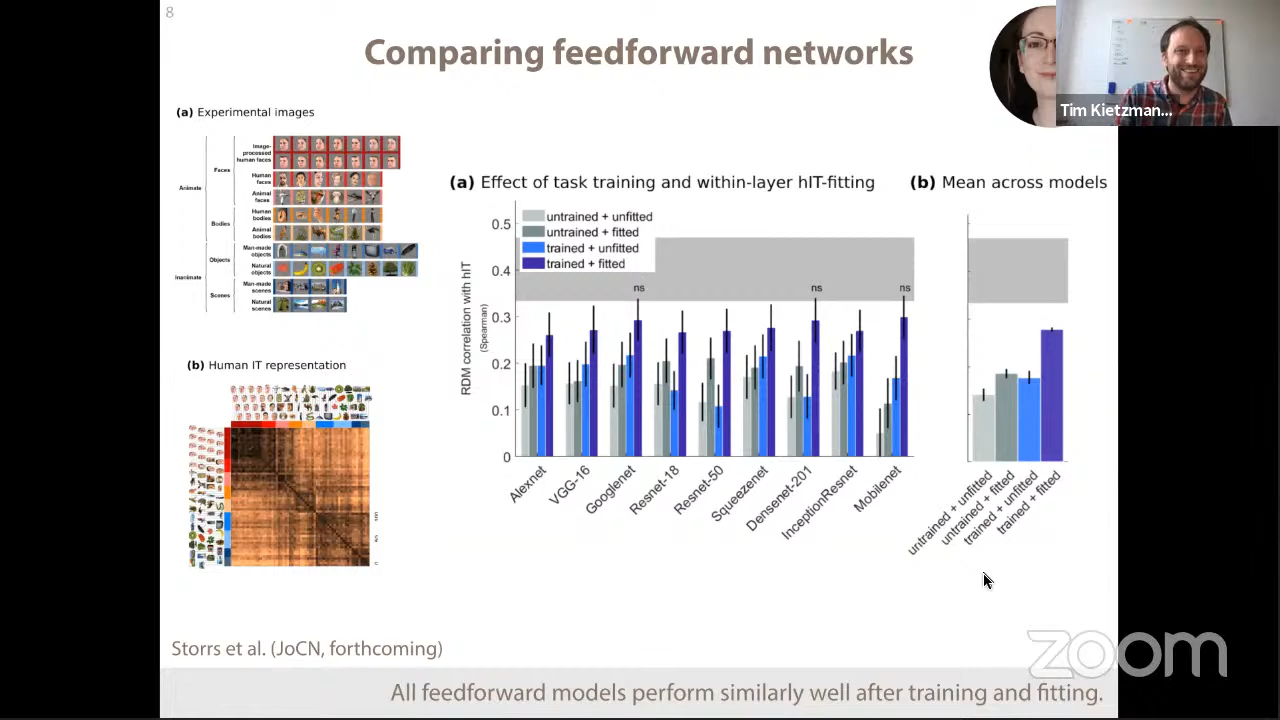 8
Comparing feedforward networks
Tim Kietzman...
(a) Experimental images
Image-
processed
human faces
Faces
Human
faces
Animate
Animal
faces
Human
bodies
Bodies
Animal
bodies
Man-made
objects
Objects
Natural
objects
Inanimate
Man-made
scenes
Scenes
Natural
scenes
(b) Human IT representation
(a) Effect of task training and within-layer hIT-fitting
untrained + unfitted
untrained + fitted
trained + unfitted
trained + fitted
RDM correlation with hIT
(Spearman)
0.5
0.4
0.3
0.2
0.1
0
ns
ns
ns
Alexnet
VGG-16
Googlenet
Resnet-18
Resnet-50
Squeezenet
Densenet-201
InceptionResnet
Mobilenet
(b) Mean across models
untrained + unfitted
untrained + fitted
trained + unfitted
trained + fitted
Storrs et al. (JoCN, forthcoming)
zoom
All feedforward models perform similarly well after training and fitting.